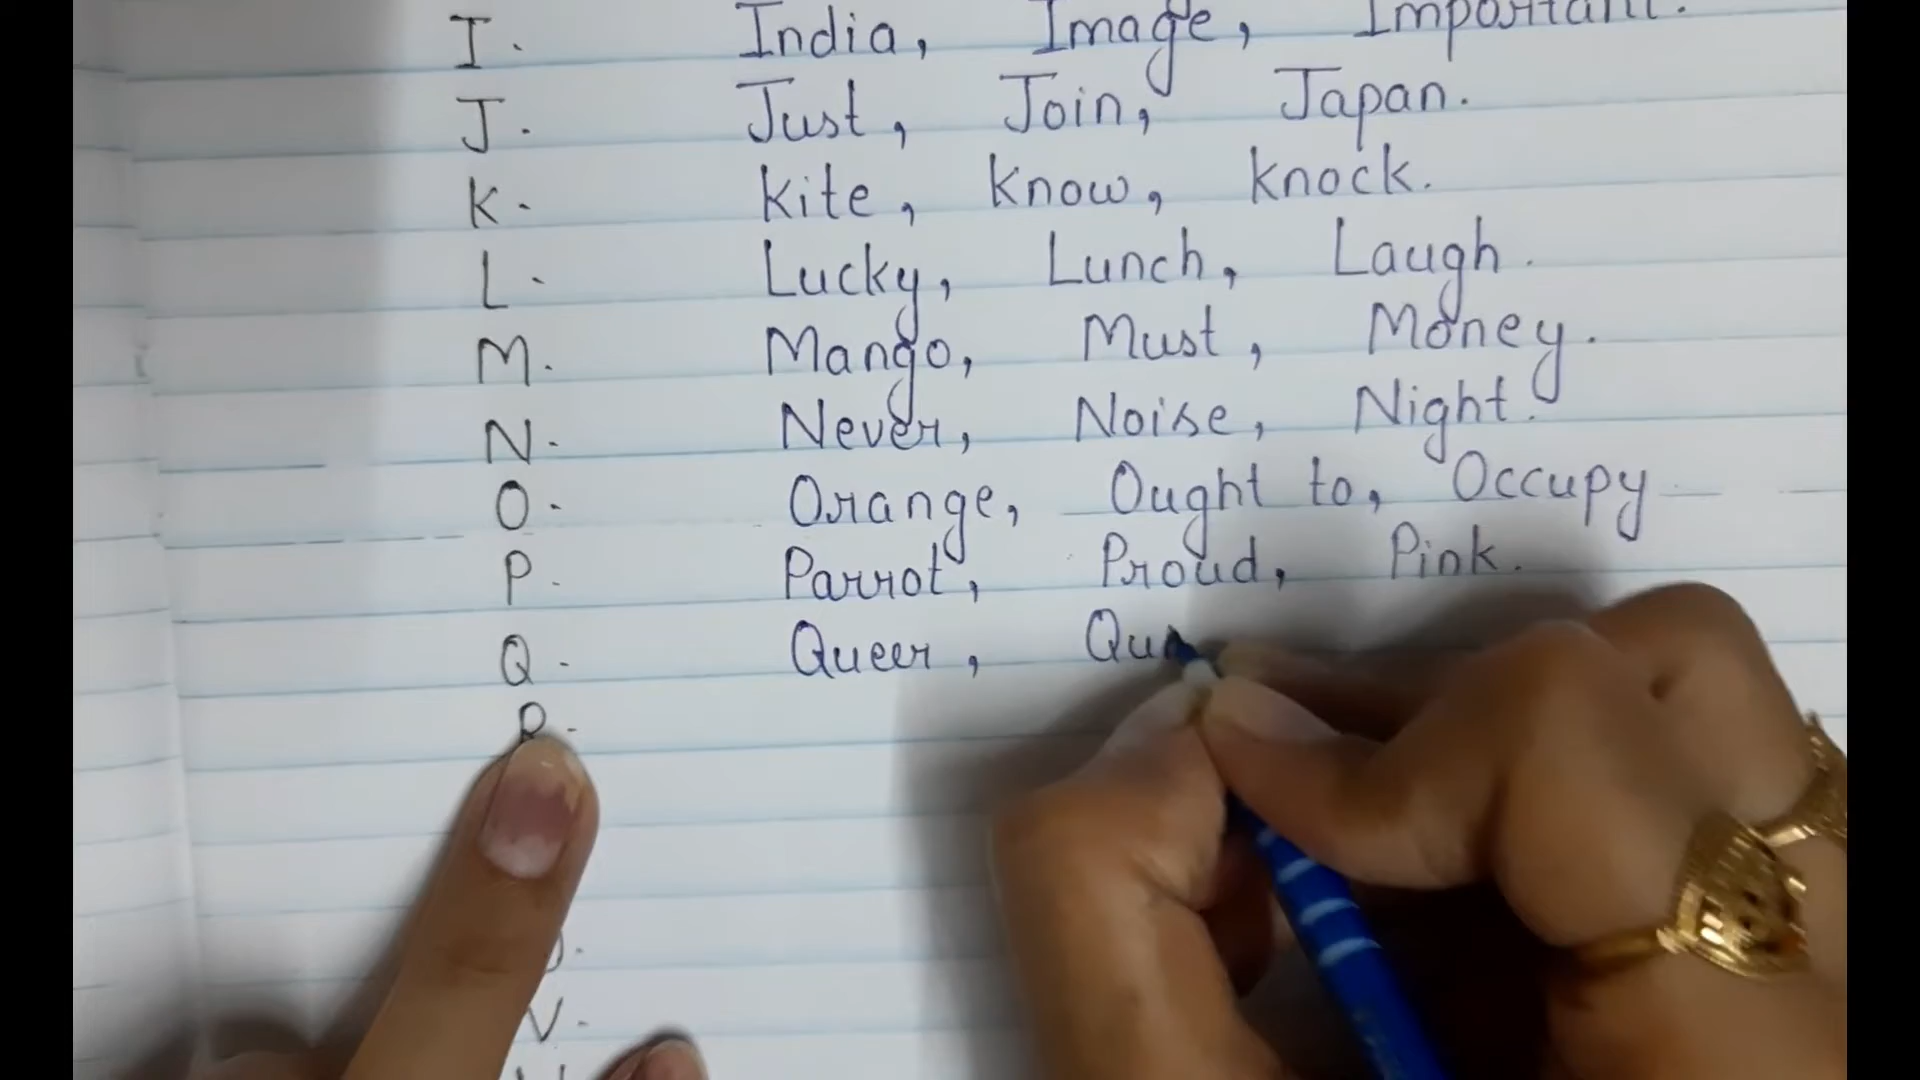 I. India, Image, Important.
J. Just, Join, Japan.
K. Kite, Know, Knock.
L. Lucky, Lunch, Laugh.
M. Mango, Must, Money.
N. Never, Noise, Night.
O. Orange, Ought to, Occupy
P. Parrot, Proud, Pink.
Q. Queer,
R.
V.